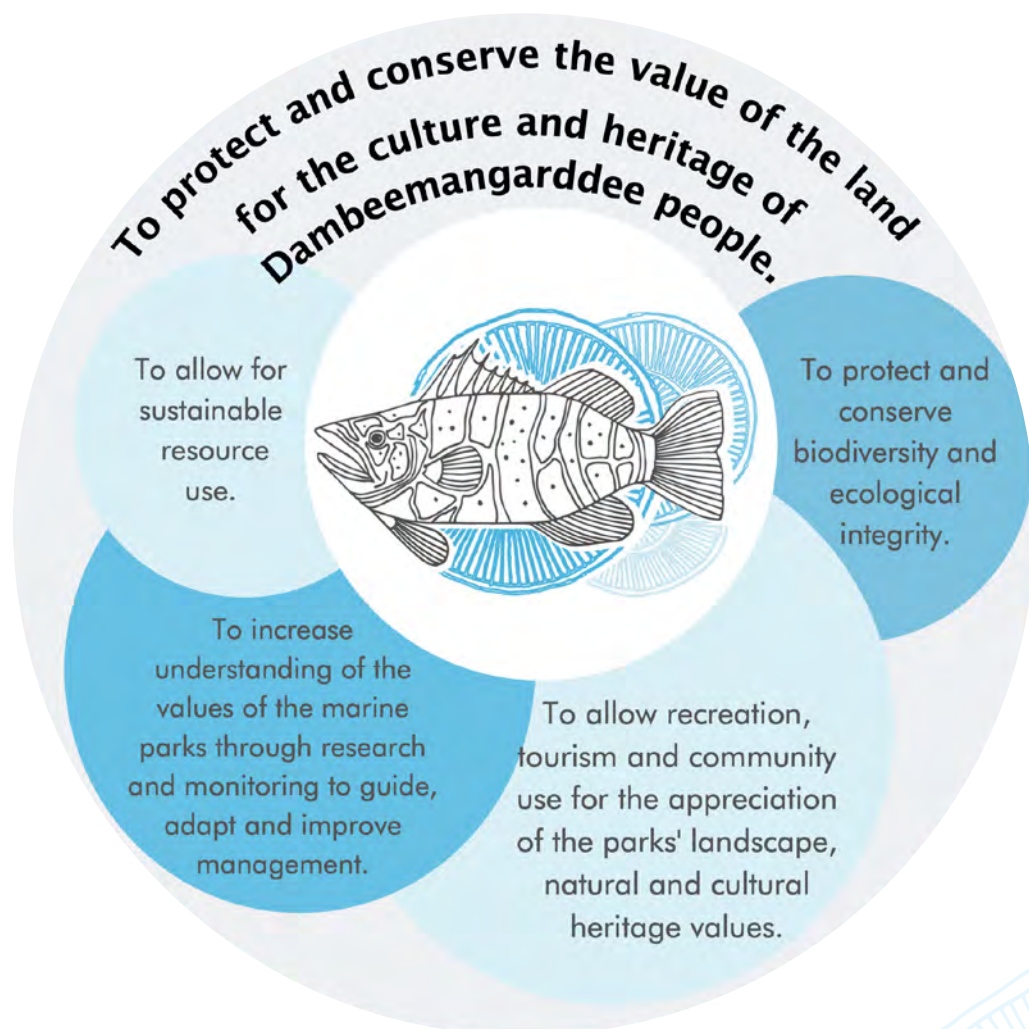 To protect and conserve the value of the land
for the culture and heritage of
Dambeemangarddee people.
To allow for
sustainable
resource
use.
To protect and
conserve
biodiversity and
ecological
integrity.
To increase
understanding of the
values of the marine
parks through research
and monitoring to guide,
adapt and improve
management.
To allow recreation,
tourism and community
use for the appreciation
of the parks' landscape,
natural and cultural
heritage values.